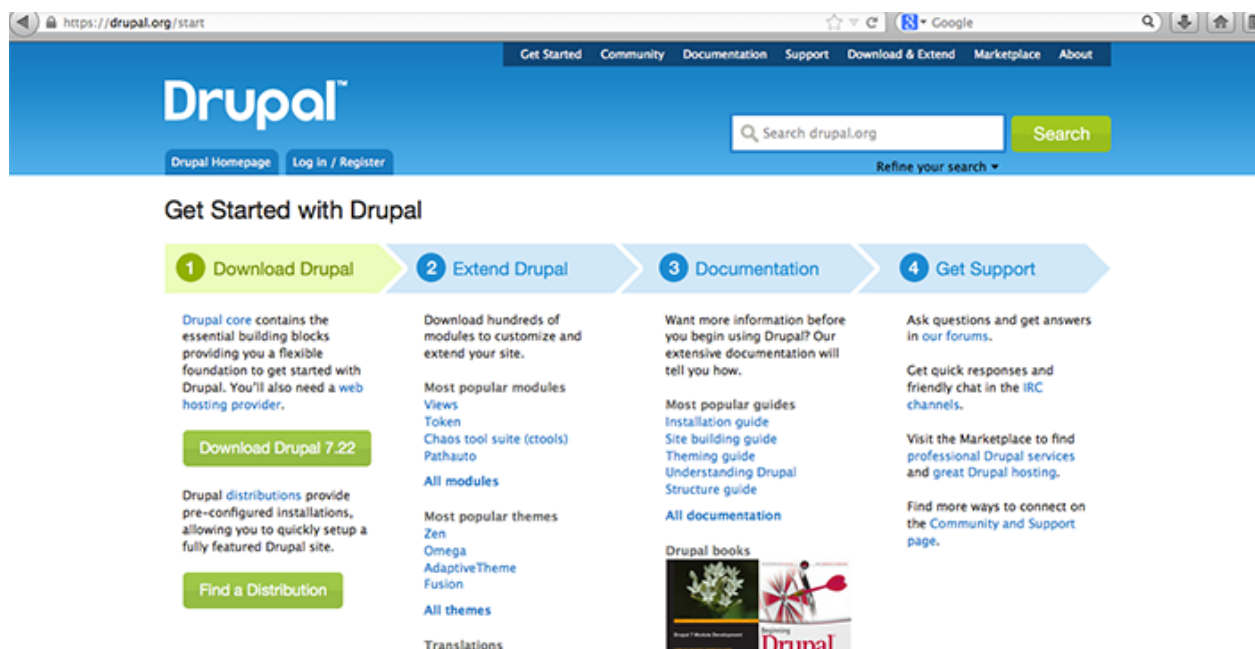 https://drupal.org/start
Google
Get Started Community Documentation Support Download & Extend Marketplace About
Drupal™
Search drupal.org
Search
Drupal Homepage Log in / Register
Refine your search
Get Started with Drupal
1 Download Drupal
Drupal core contains the
essential building blocks
providing you a flexible
foundation to get started with
Drupal. You'll also need a web
hosting provider.
Download Drupal 7.22
Drupal distributions provide
pre-configured installations,
allowing you to quickly setup a
fully featured Drupal site.
Find a Distribution
2 Extend Drupal
Download hundreds of
modules to customize and
extend your site.
Most popular modules
Views
Token
Chaos tool suite (ctools)
Pathauto
All modules
Most popular themes
Zen
Omega
AdaptiveTheme
Fusion
All themes
Translations
3 Documentation
Want more information before
you begin using Drupal? Our
extensive documentation will
tell you how.
Most popular guides
Installation guide
Site building guide
Theming guide
Understanding Drupal
Structure guide
All documentation
Drupal books
Drupal 7 Module Development
Beginning
Drupal
4 Get Support
Ask questions and get answers
in our forums.
Get quick responses and
friendly chat in the IRC
channels.
Visit the Marketplace to find
professional Drupal services
and great Drupal hosting.
Find more ways to connect on
the Community and Support
page.